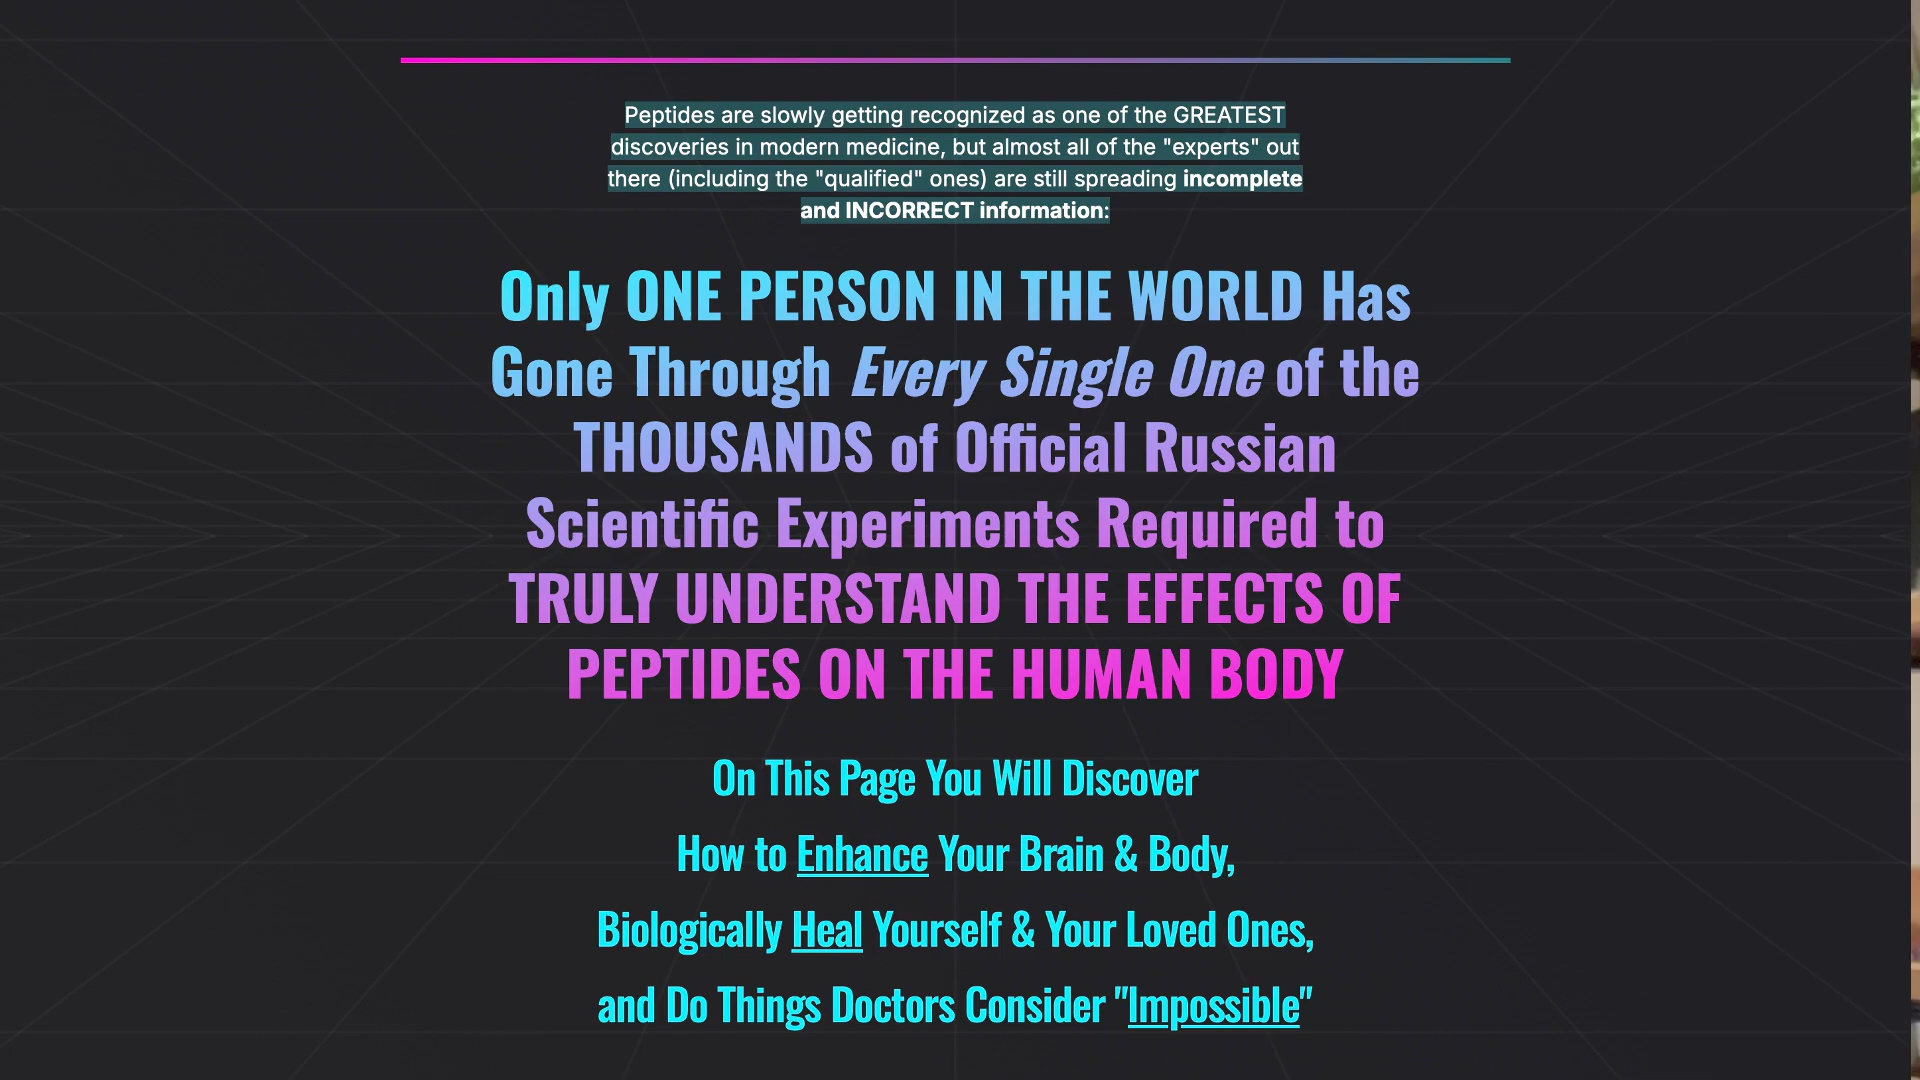 Peptides are slowly getting recognized as one of the GREATEST
discoveries in modern medicine, but almost all of the "experts" out
there (including the "qualified" ones) are still spreading incomplete
and INCORRECT information:
Only ONE PERSON IN THE WORLD Has
Gone Through Every Single One of the
THOUSANDS of Official Russian
Scientific Experiments Required to
TRULY UNDERSTAND THE EFFECTS OF
PEPTIDES ON THE HUMAN BODY
On This Page You Will Discover
How to Enhance Your Brain & Body,
Biologically Heal Yourself & Your Loved Ones,
and Do Things Doctors Consider "Impossible"